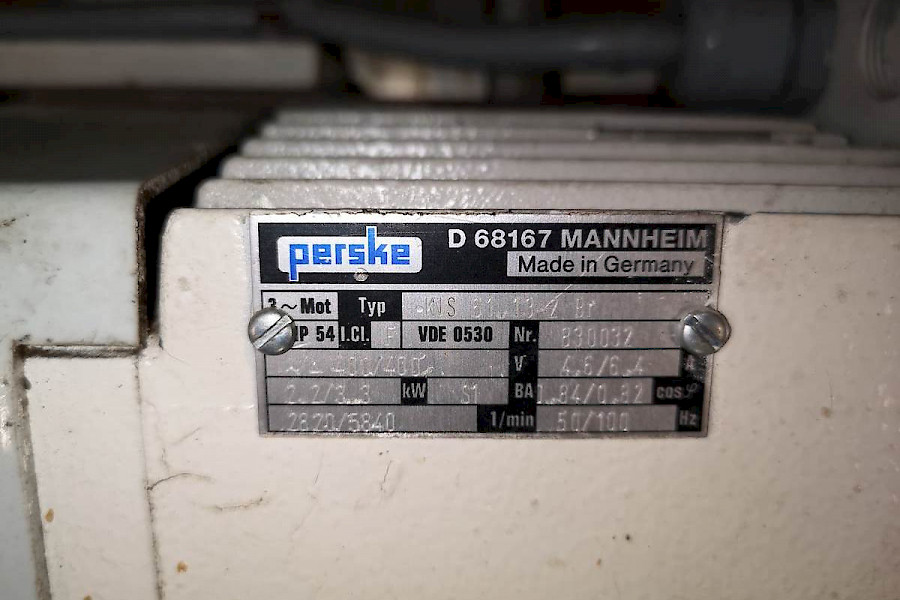 perske D 68167 MANNHEIM
Made in Germany
3~Mot Typ
IP 54 I.Cl. F VDE 0530 Nr. 830032
400/400 V 4.6/6.4 A
2.2/3.3 kW S1 BA 0.84/0.82 cosφ
2820/5840 1/min 50/100 Hz